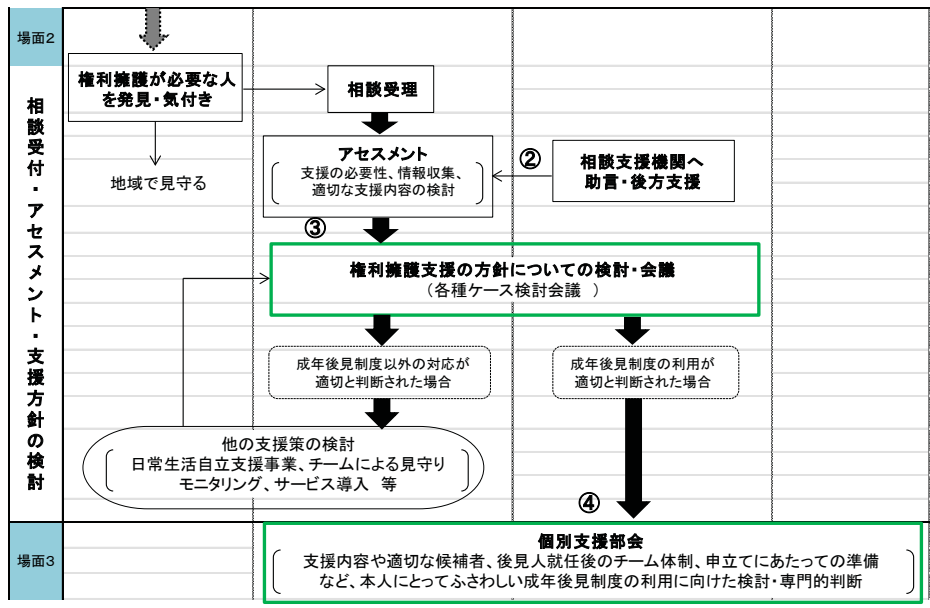 場面2
相談受付・アセスメント・支援方針の検討
権利擁護が必要な人
を発見・気付き
相談受理
地域で見守る
アセスメント
支援の必要性、情報収集、
適切な支援内容の検討
②
相談支援機関へ
助言・後方支援
③
権利擁護支援の方針についての検討・会議
（各種ケース検討会議　）
成年後見制度以外の対応が
適切と判断された場合
成年後見制度の利用が
適切と判断された場合
他の支援策の検討
日常生活自立支援事業、チームによる見守り
モニタリング、サービス導入　等
④
場面3
個別支援部会
支援内容や適切な候補者、後見人就任後のチーム体制、申立てにあたっての準備
など、本人にとってふさわしい成年後見制度の利用に向けた検討・専門的判断